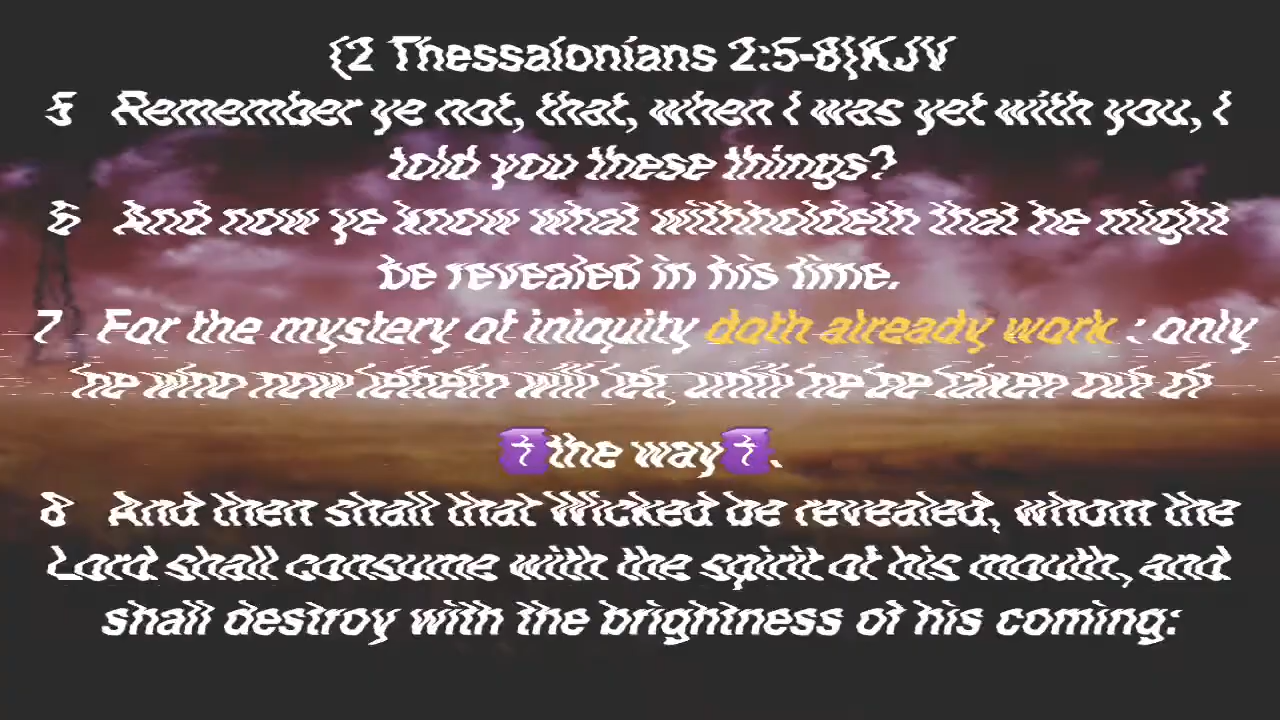 {2 Thessalonians 2:5-8}KJV
5 Remember ye not, that, when I was yet with you, I
told you these things?
6 And now ye know what withholdeth that he might
be revealed in his time.
7 For the mystery of iniquity doth already work : only
he who now letteth will let, until he be taken out of
✝the way✝.
8 And then shall that Wicked be revealed, whom the
Lord shall consume with the spirit of his mouth, and
shall destroy with the brightness of his coming: